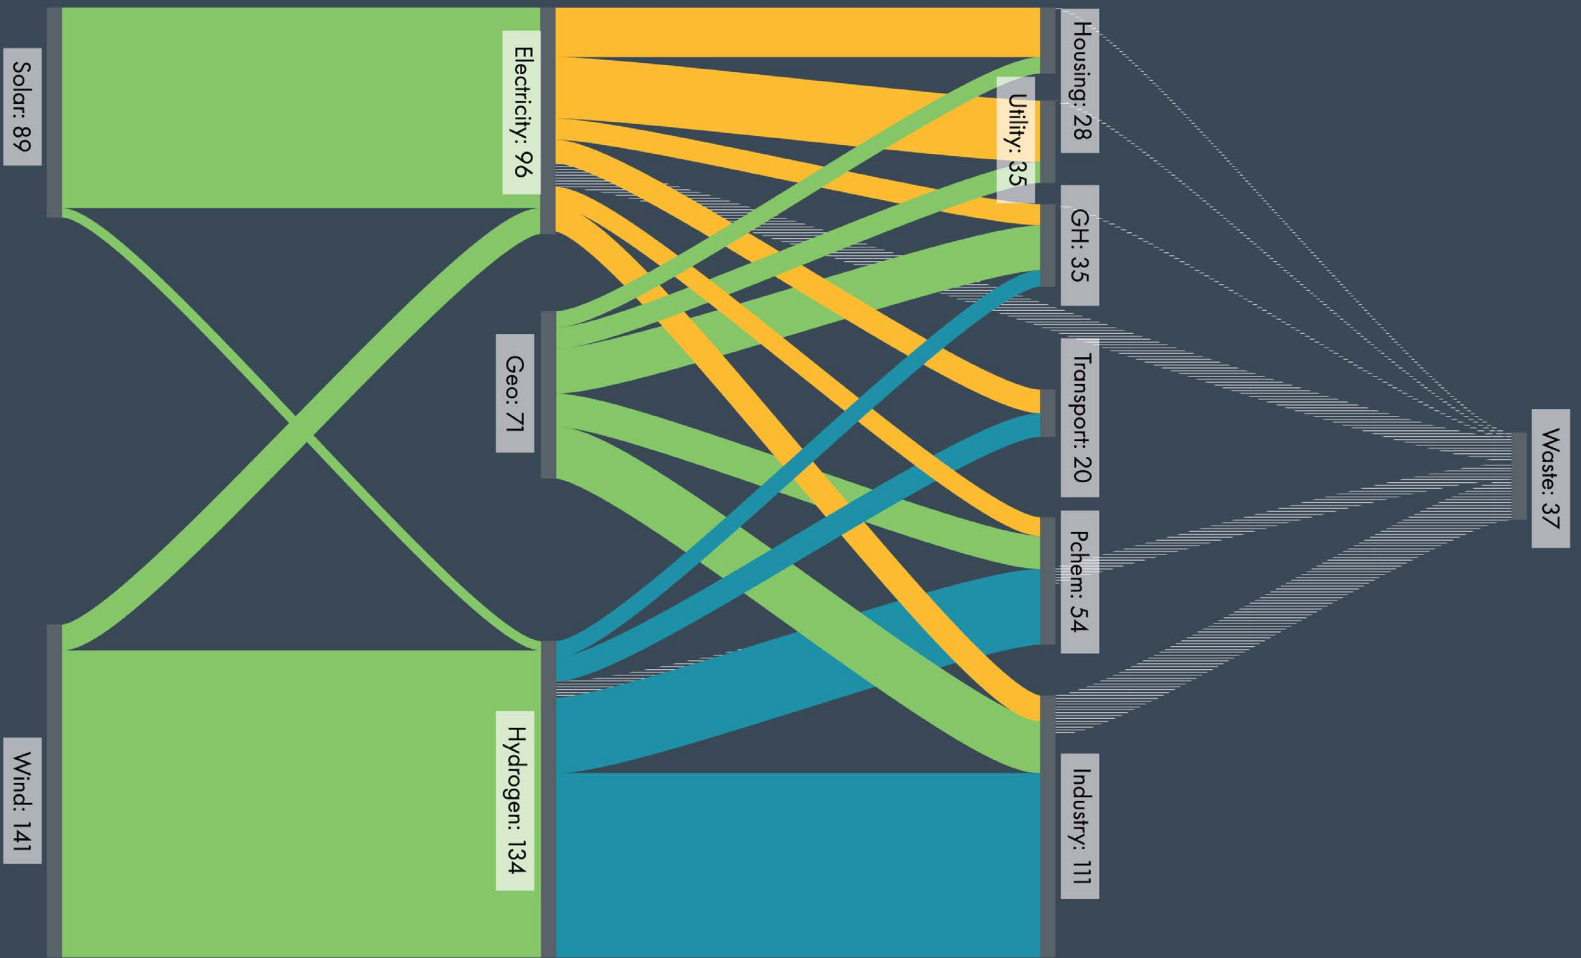 Solar: 89
Wind: 141
Electricity: 96
Geo: 71
Hydrogen: 134
Housing: 28
Utility: 35
GH: 35
Transport: 20
Pchem: 54
Industry: 111
Waste: 37